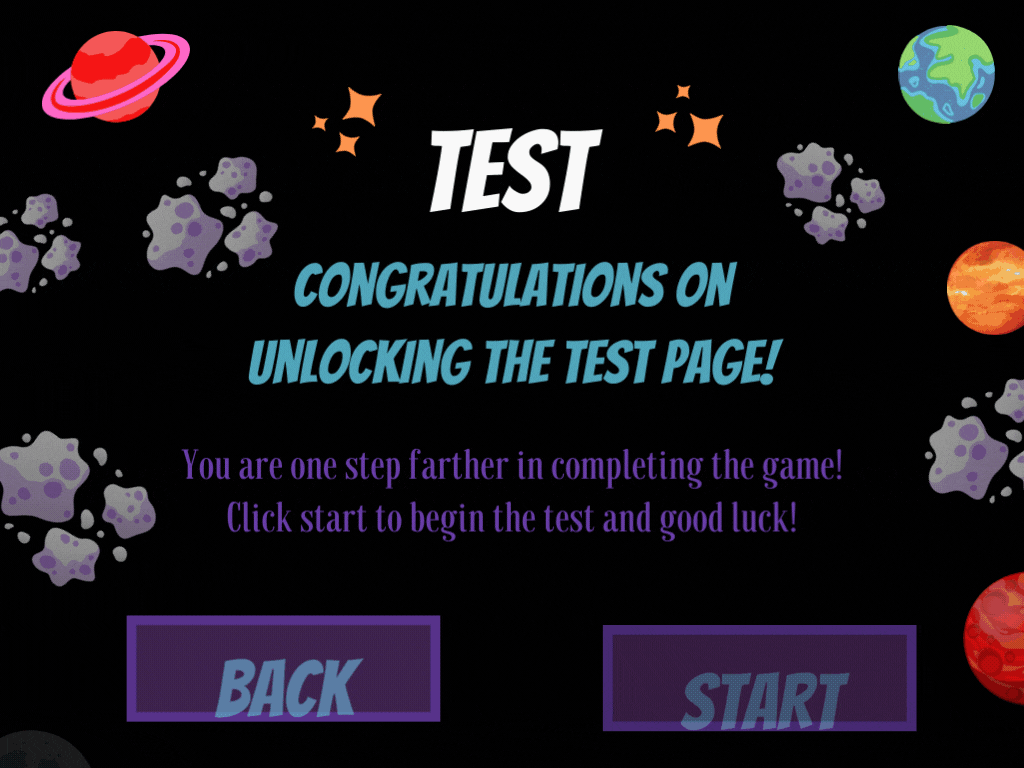 TEST
CONGRATULATIONS ON
UNLOCKING THE TEST PAGE!
You are one step farther in completing the game!
Click start to begin the test and good luck!
BACK
START